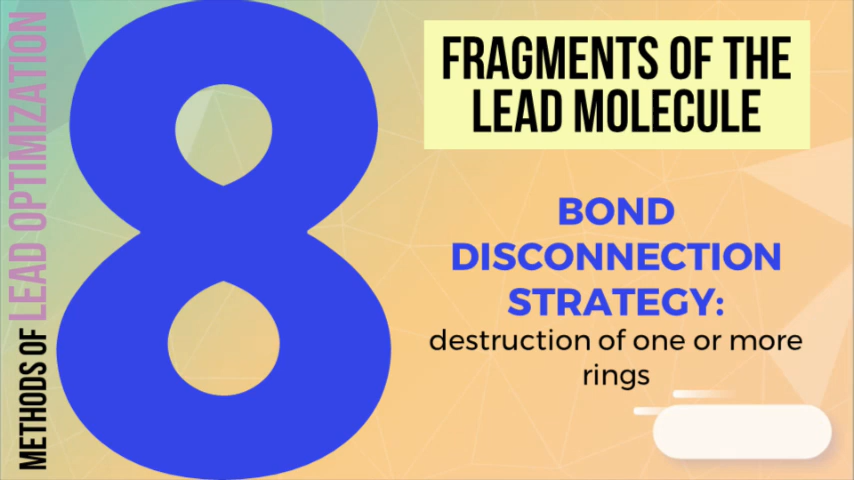 METHODS OF LEAD OPTIMIZATION
8
FRAGMENTS OF THE
LEAD MOLECULE
BOND
DISCONNECTION
STRATEGY:
destruction of one or more
rings